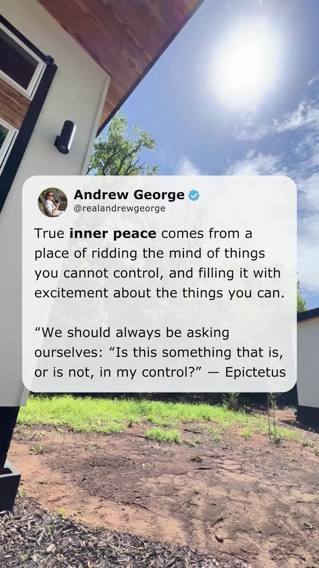 Andrew George
@realandrewgeorge
True inner peace comes from a
place of ridding the mind of things
you cannot control, and filling it with
excitement about the things you can.
“We should always be asking
ourselves: “Is this something that is,
or is not, in my control?” — Epictetus